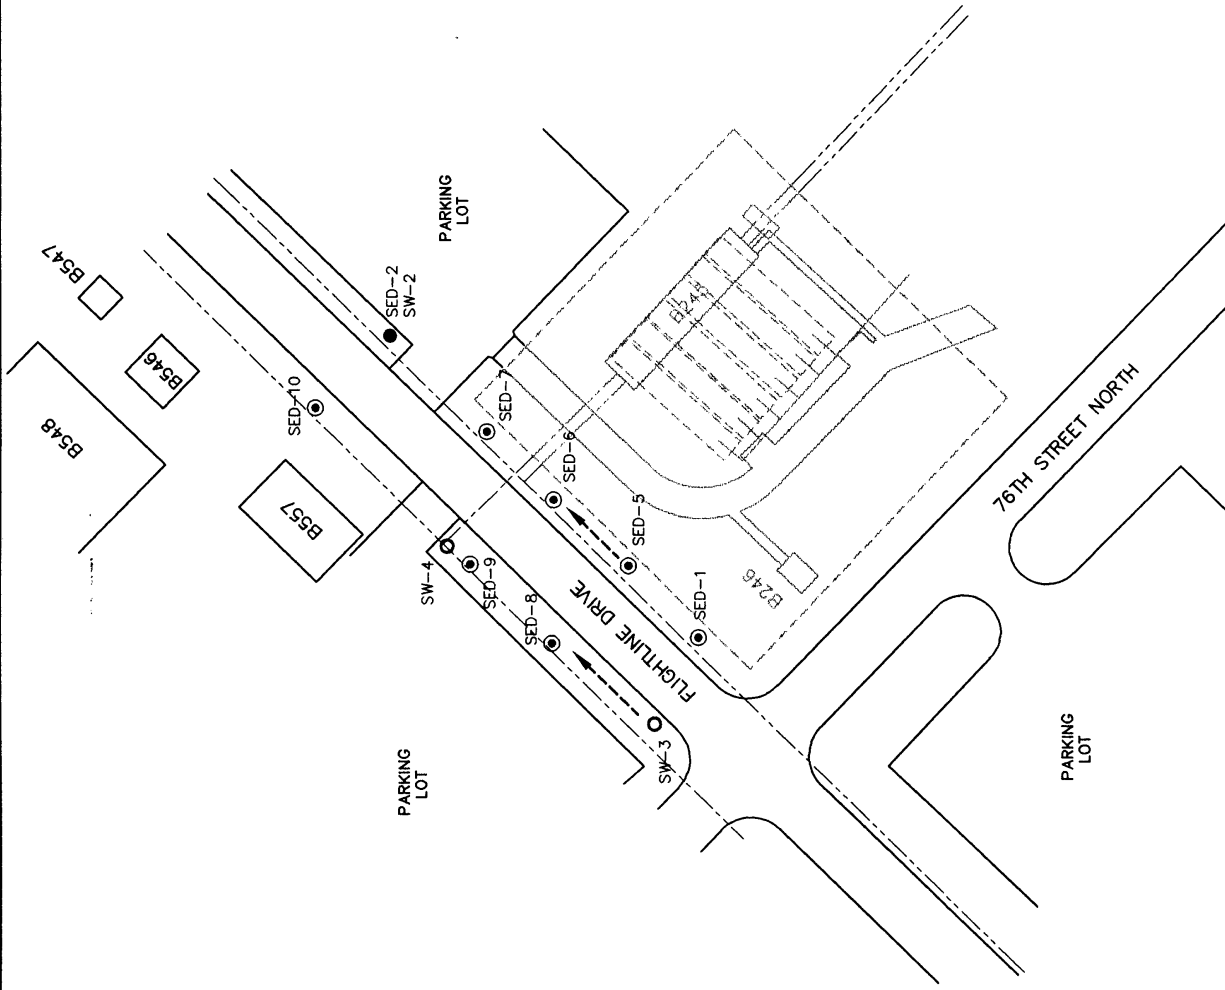 PARKING
LOT
B547
SED-2
SW-2
B546
B245
SED-10
B548
SED-7
76TH STREET NORTH
SED-6
B557
SED-5
SW-4
SED-9
B246
SED-8
FLIGHTLINE DRIVE
SED-1
SW-3
PARKING
LOT
PARKING
LOT